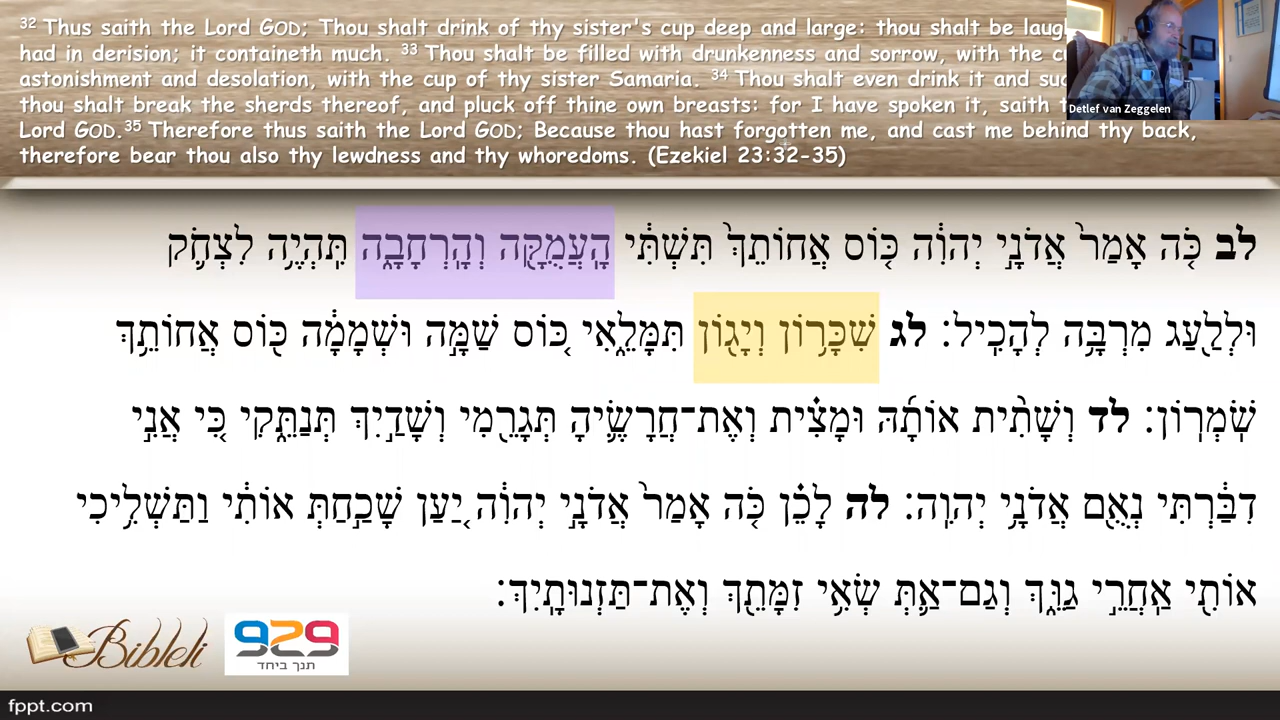 32 Thus saith the Lord GOD; Thou shalt drink of thy sister's cup deep and large: thou shalt be
had in derision; it containeth much. 33 Thou shalt be filled with drunkenness and sorrow, with the
astonishment and desolation, with the cup of thy sister Samaria. 34 Thou shalt even drink it and
thou shalt break the sherds thereof, and pluck off thine own breasts: for I have spoken it, saith
Lord GOD.35 Therefore thus saith the Lord GOD; Because thou hast forgotten me, and cast me behind thy back,
therefore bear thou also thy lewdness and thy whoredoms. (Ezekiel 23:32-35)
Detlef van Zeggelen
לב כֹּ֤ה אָמַר֙ אֲדֹנָ֣י יְהוִ֔ה כּ֤וֹס אֲחוֹתֵךְ֙ תִּשְׁתִּ֔י הָעֲמֻקָּ֖ה וְהָרְחָבָ֑ה תִּהְיֶ֥ה לִצְחֹ֛ק
וּלְלַ֖עַג מִרְבָּ֥ה לְהָכִֽיל׃ לג שִׁכָּר֥וֹן וְיָג֖וֹן תִּמָּלֵ֑אִי כּ֚וֹס שַׁמָּ֣ה וּשְׁמָמָ֔ה כּ֖וֹס אֲחוֹתֵ֥ךְ
שֹׁמְרֽוֹן׃ לד וְשָׁתִ֨ית אוֹתָ֜הּ וּמָצִ֗ית וְאֶת־חֲרָשֶׂ֛יהָ תְּגָרֵ֖מִי וְשָׁדַ֣יִךְ תְּנַתֵּ֑קִי כִּ֚י אֲנִ֣י
דִבַּ֔רְתִּי נְאֻ֖ם אֲדֹנָ֥י יְהוִֽה׃ לה לָכֵ֗ן כֹּ֤ה אָמַר֙ אֲדֹנָ֣י יְהוִ֔ה יַ֚עַן שָׁכַ֣חַתְּ אוֹתִ֔י וַתַּשְׁלִ֥יכִי
אוֹתִ֖י אַחֲרֵ֣י גַוֵּ֑ךְ וְגַם־אַ֛תְּ שְׂאִ֥י זִמָּתֵ֖ךְ וְאֶת־תַּזְנוּתָֽיִךְ׃
Bibleli
929
תנך ביחד
fppt.com